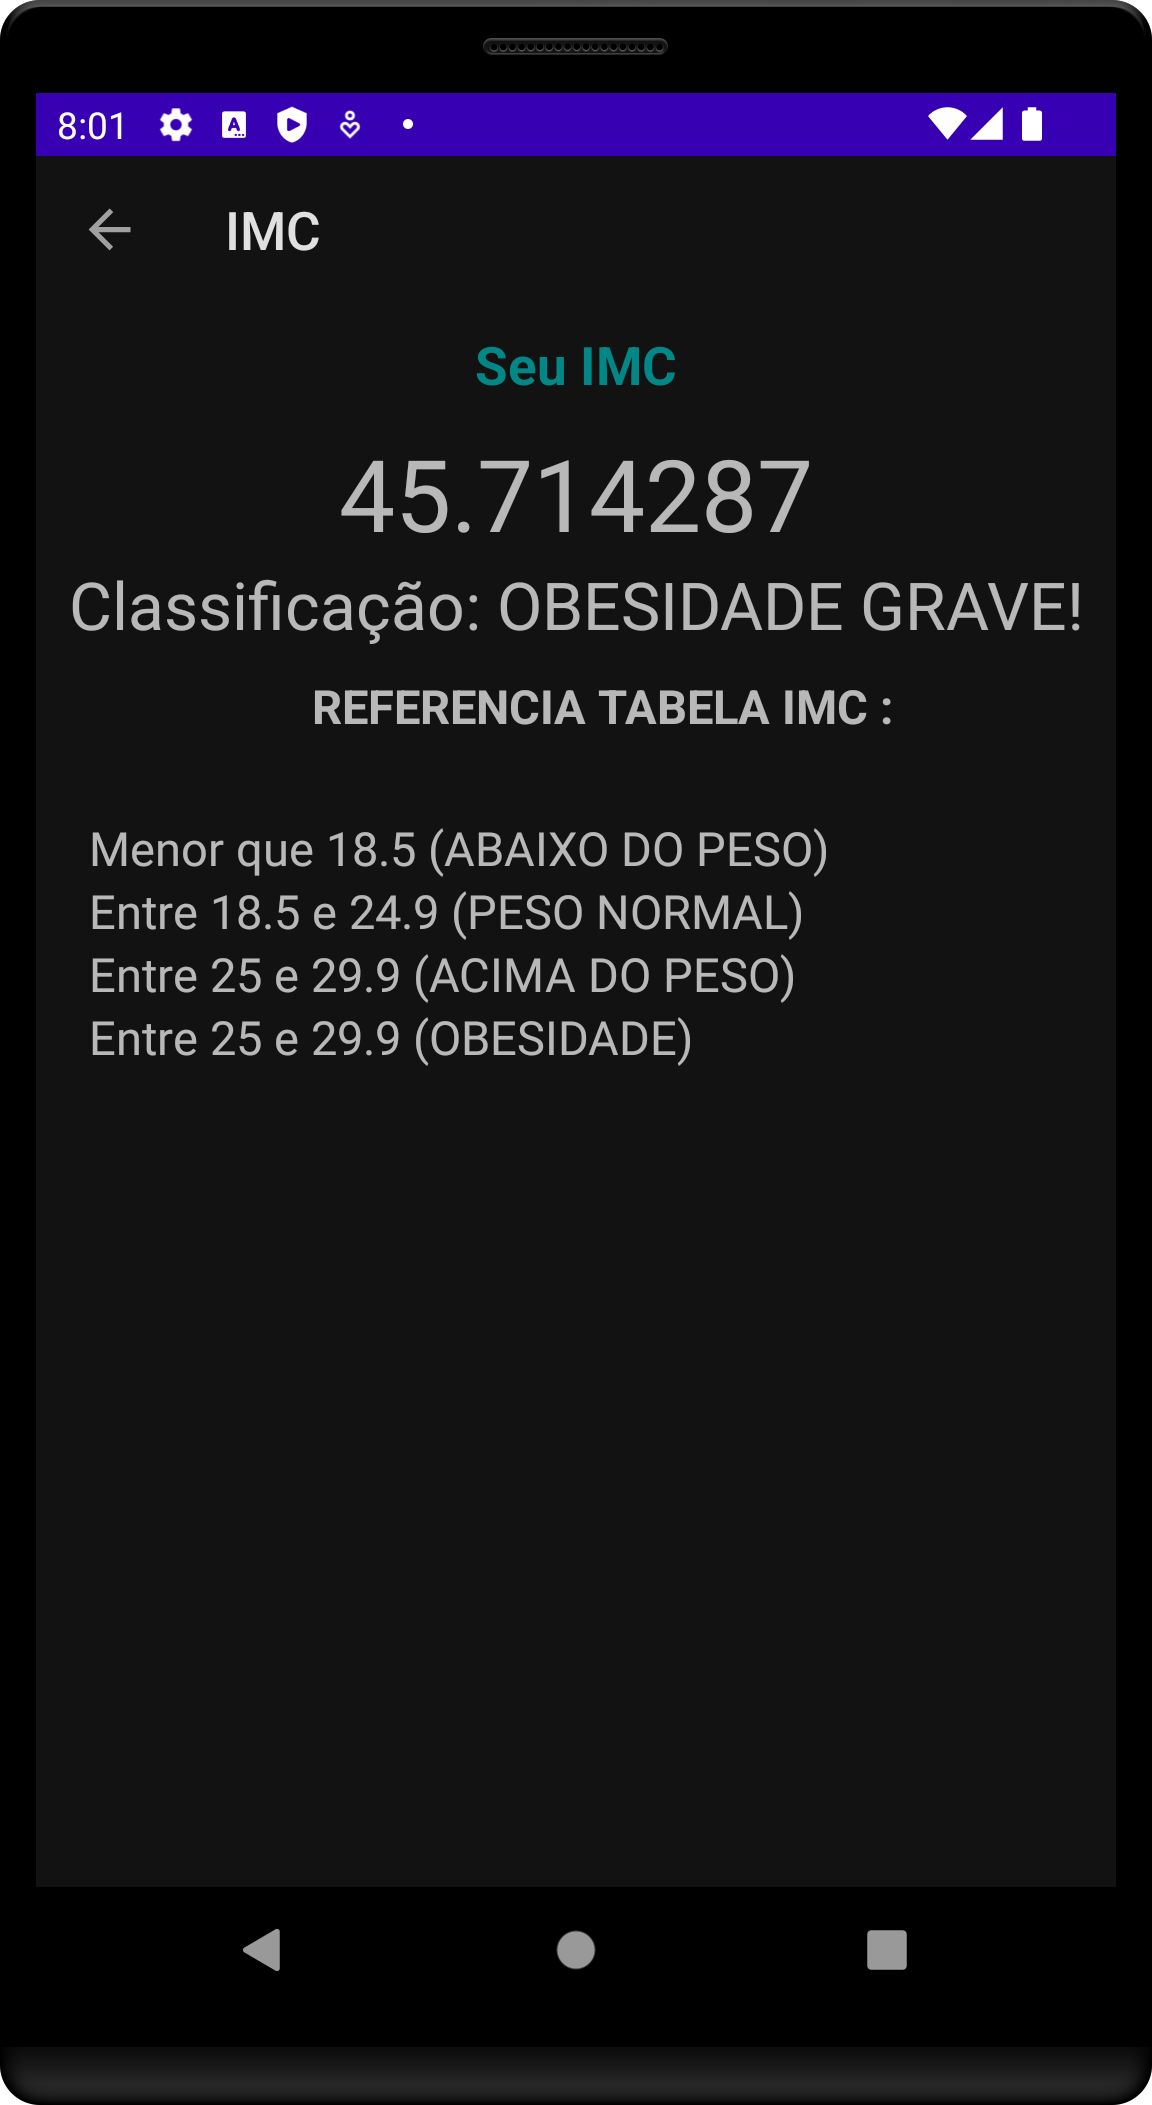 8:01
IMC
Seu IMC
45.714287
Classificação: OBESIDADE GRAVE!
REFERENCIA TABELA IMC :
Menor que 18.5 (ABAIXO DO PESO)
Entre 18.5 e 24.9 (PESO NORMAL)
Entre 25 e 29.9 (ACIMA DO PESO)
Entre 25 e 29.9 (OBESIDADE)